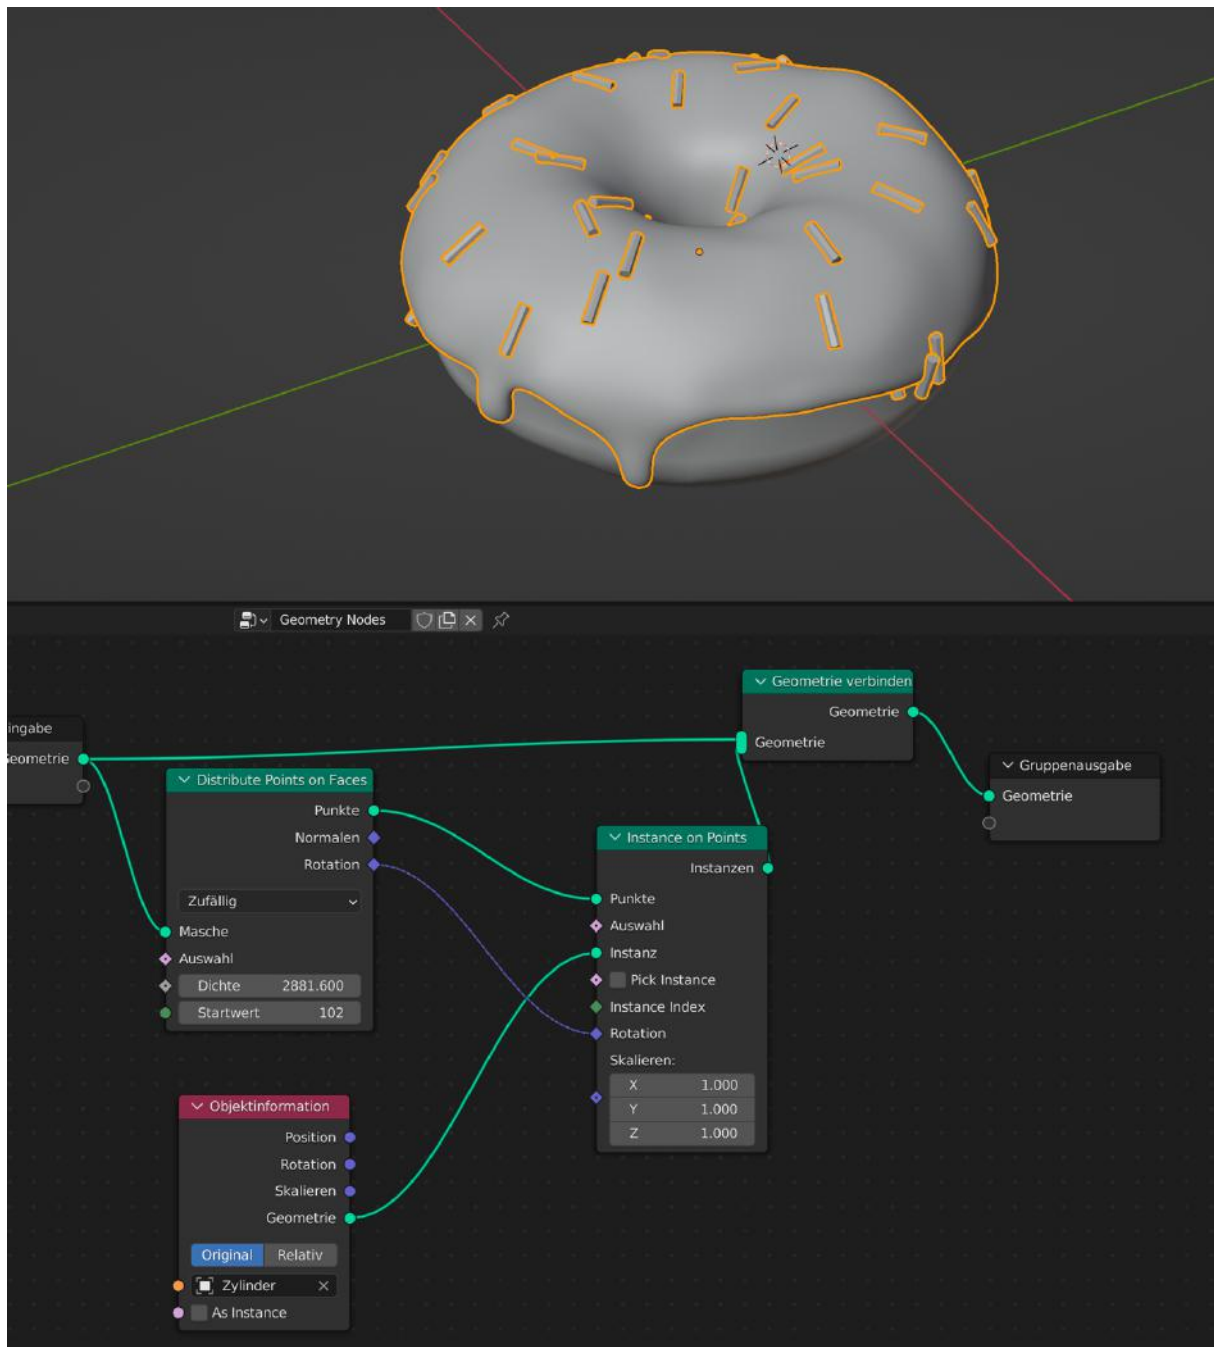 Geometry Nodes
ingabe
Geometrie
Distribute Points on Faces
Punkte
Normalen
Rotation
Zufällig
Masche
Auswahl
Dichte 2881.600
Startwert 102
Objektinformation
Position
Rotation
Skalieren
Geometrie
Original Relativ
Zylinder
As Instance
Instance on Points
Instanzen
Punkte
Auswahl
Instanz
Pick Instance
Instance Index
Rotation
Skalieren:
X 1.000
Y 1.000
Z 1.000
Geometrie verbinden
Geometrie
Geometrie
Gruppenausgabe
Geometrie